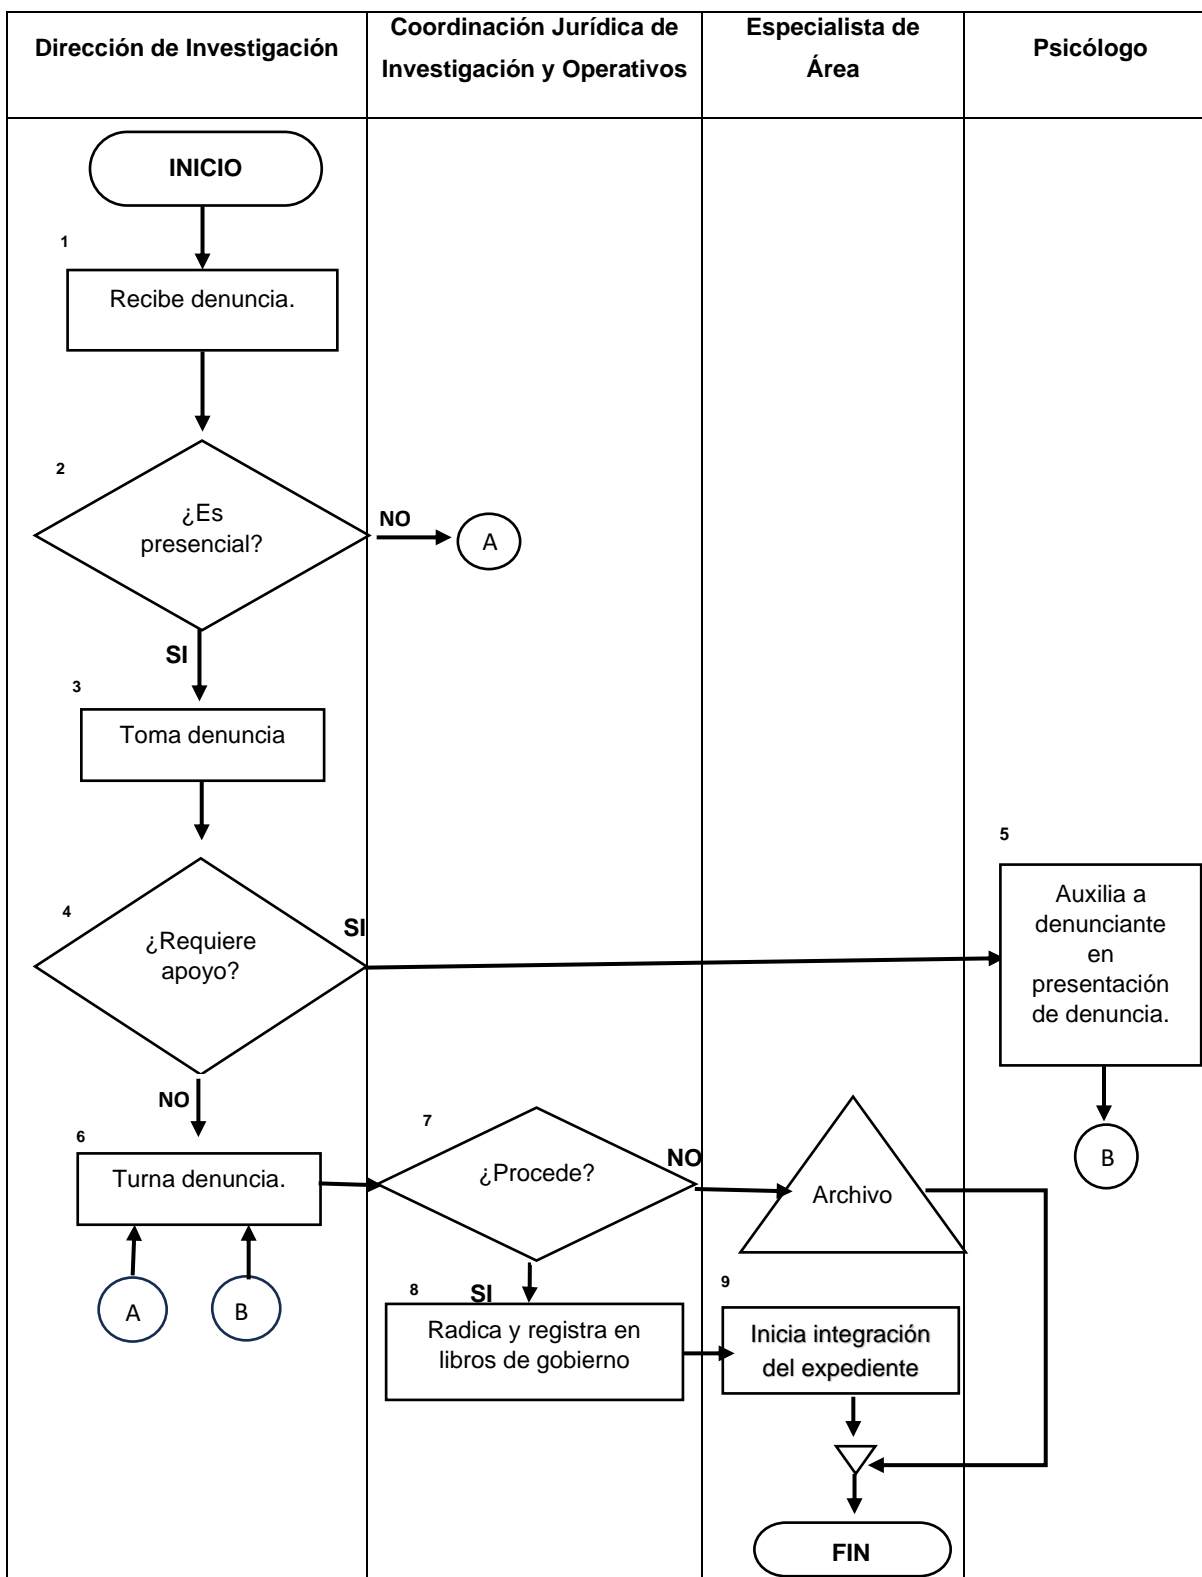 Dirección de Investigación
Coordinación Jurídica de
Investigación y Operativos
Especialista de
Área
Psicólogo
INICIO
1
Recibe denuncia.
2
¿Es
presencial?
NO
A
SI
3
Toma denuncia
4
¿Requiere
apoyo?
SI
5
Auxilia a
denunciante
en
presentación
de denuncia.
B
NO
6
Turna denuncia.
A
B
7
¿Procede?
NO
Archivo
SI
8
Radica y registra en
libros de gobierno
9
Inicia integración
del expediente
FIN